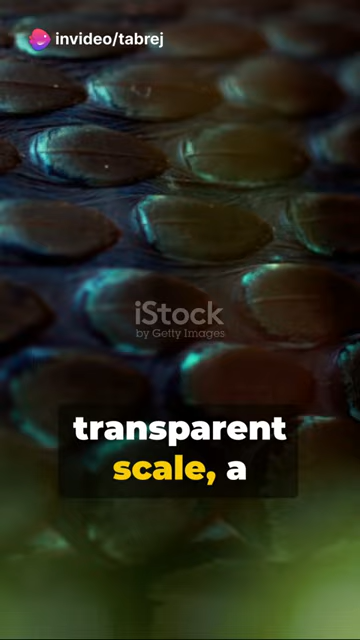 invideo/tabrej
iStock
by Getty Images
transparent
scale, a